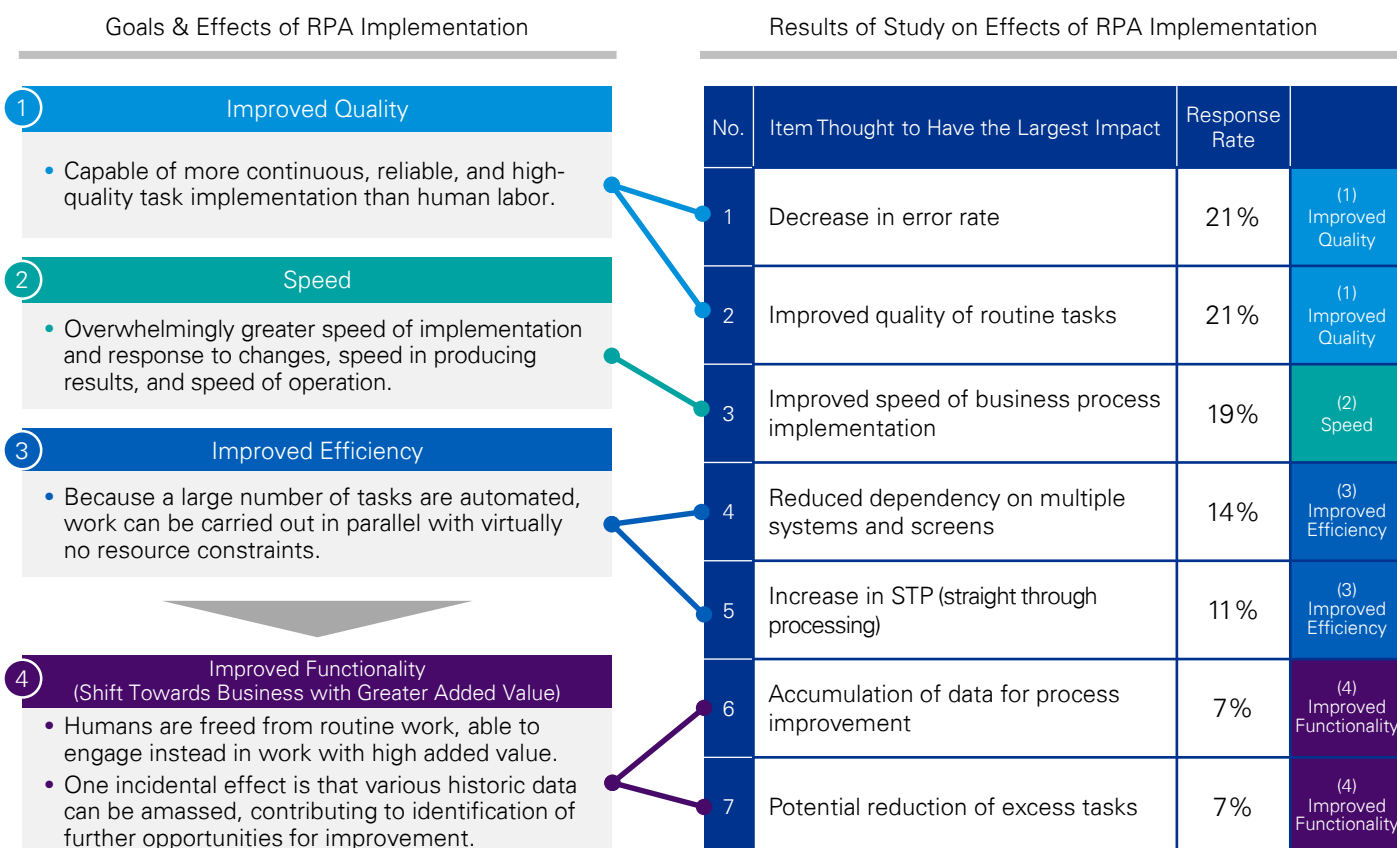 Goals & Effects of RPA Implementation
1
Improved Quality
• Capable of more continuous, reliable, and high-
quality task implementation than human labor.
2
Speed
• Overwhelmingly greater speed of implementation
and response to changes, speed in producing
results, and speed of operation.
3
Improved Efficiency
• Because a large number of tasks are automated,
work can be carried out in parallel with virtually
no resource constraints.
4
Improved Functionality
(Shift Towards Business with Greater Added Value)
• Humans are freed from routine work, able to
engage instead in work with high added value.
• One incidental effect is that various historic data
can be amassed, contributing to identification of
further opportunities for improvement.
Results of Study on Effects of RPA Implementation
No.
Item Thought to Have the Largest Impact
Response
Rate
1
Decrease in error rate
21%
(1)
Improved
Quality
2
Improved quality of routine tasks
21%
(1)
Improved
Quality
3
Improved speed of business process
implementation
19%
(2)
Speed
4
Reduced dependency on multiple
systems and screens
14%
(3)
Improved
Efficiency
5
Increase in STP (straight through
processing)
11%
(3)
Improved
Efficiency
6
Accumulation of data for process
improvement
7%
(4)
Improved
Functionality
7
Potential reduction of excess tasks
7%
(4)
Improved
Functionality